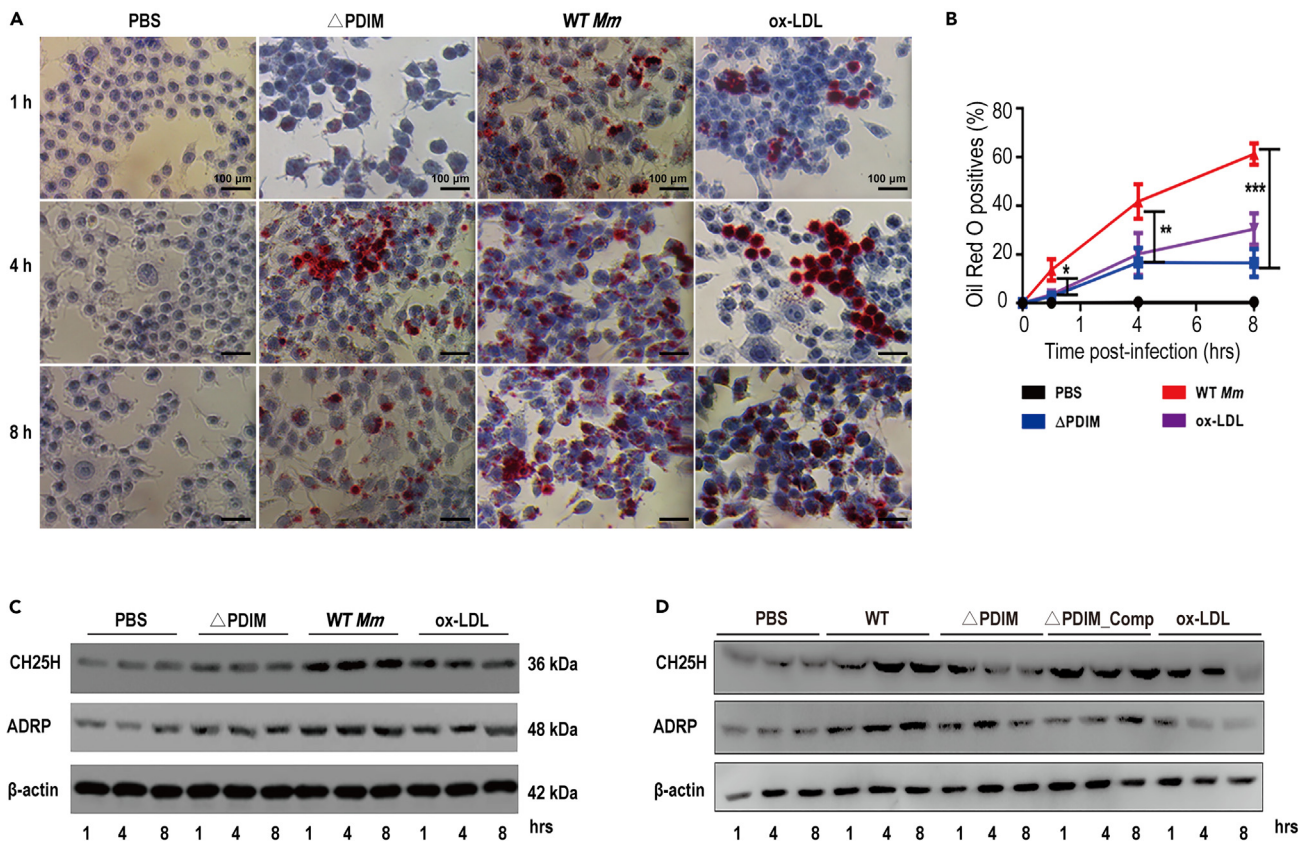 A
PBS
△PDIM
WT Mm
ox-LDL
1 h
100 µm
100 µm
100 µm
100 µm
4 h
8 h
B
Oil Red O positives (%)
80
60
40
20
0
*
**
***
0 1 4 6 8
Time post-infection (hrs)
PBS
WT Mm
ΔPDIM
ox-LDL
C
PBS △PDIM WT Mm ox-LDL
CH25H 36 kDa
ADRP 48 kDa
β-actin 42 kDa
1 4 8 1 4 8 1 4 8 1 4 8 hrs
D
PBS WT △PDIM △PDIM_Comp ox-LDL
CH25H
ADRP
β-actin
1 4 8 1 4 8 1 4 8 1 4 8 1 4 8 hrs